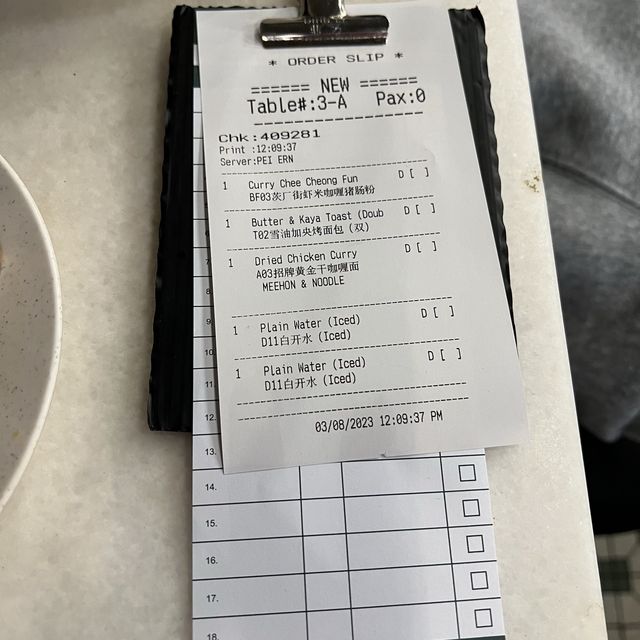 * ORDER SLIP *
====== NEW ======
Table#:3-A Pax:0
Chk:409281
Print :12:09:37
Server:PEI ERN
1 Curry Chee Cheong Fun D [ ]
BF03茨厂街虾米咖喱猪肠粉
1 Butter & Kaya Toast (Doub D [ ]
T02雪油加央烤面包 (双)
1 Dried Chicken Curry D [ ]
A03招牌黄金干咖喱面
MEEHON & NOODLE
1 Plain Water (Iced) D [ ]
D11白开水 (Iced)
1 Plain Water (Iced) D [ ]
D11白开水 (Iced)
03/08/2023 12:09:37 PM
8.
9.
10.
11.
12.
13.
14.
15.
16.
17.
18.